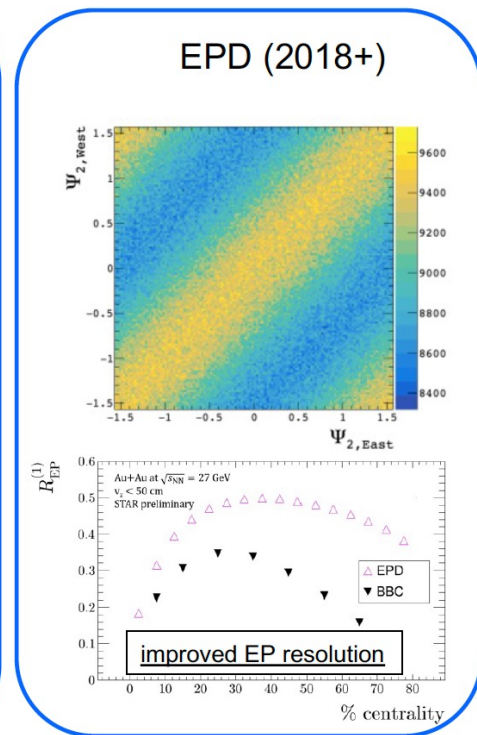 EPD (2018+)
Ψ2,West
1.5
1
0.5
0
−0.5
−1
−1.5
−1.5 −1 −0.5 0 0.5 1 1.5
9600
9400
9200
9000
8800
8600
8400
Ψ2,East
R_EP^(1)
0.6
0.5
0.4
0.3
0.2
0.1
0
Au+Au at √sNN = 27 GeV
vz < 50 cm
STAR preliminary
EPD
BBC
improved EP resolution
0 10 20 30 40 50 60 70 80
% centrality